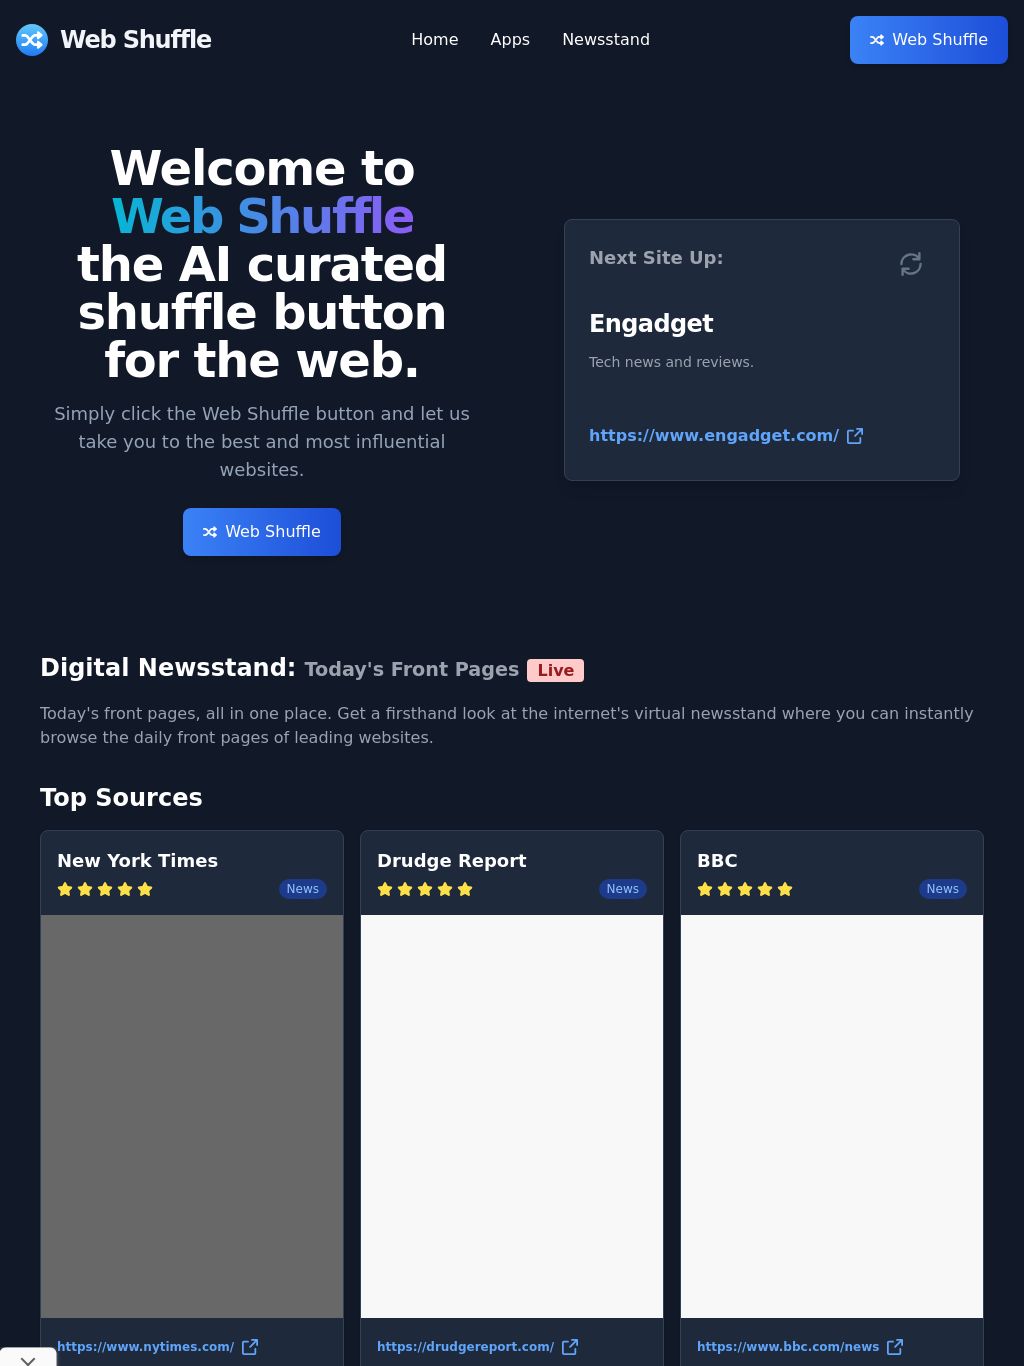 Web Shuffle
Home
Apps
Newsstand
Web Shuffle
Welcome to
Web Shuffle
the AI curated
shuffle button
for the web.
Simply click the Web Shuffle button and let us
take you to the best and most influential
websites.
Web Shuffle
Next Site Up:
Engadget
Tech news and reviews.
https://www.engadget.com/
Digital Newsstand: Today's Front Pages Live
Today's front pages, all in one place. Get a firsthand look at the internet's virtual newsstand where you can instantly
browse the daily front pages of leading websites.
Top Sources
New York Times
News
https://www.nytimes.com/
Drudge Report
News
https://drudgereport.com/
BBC
News
https://www.bbc.com/news